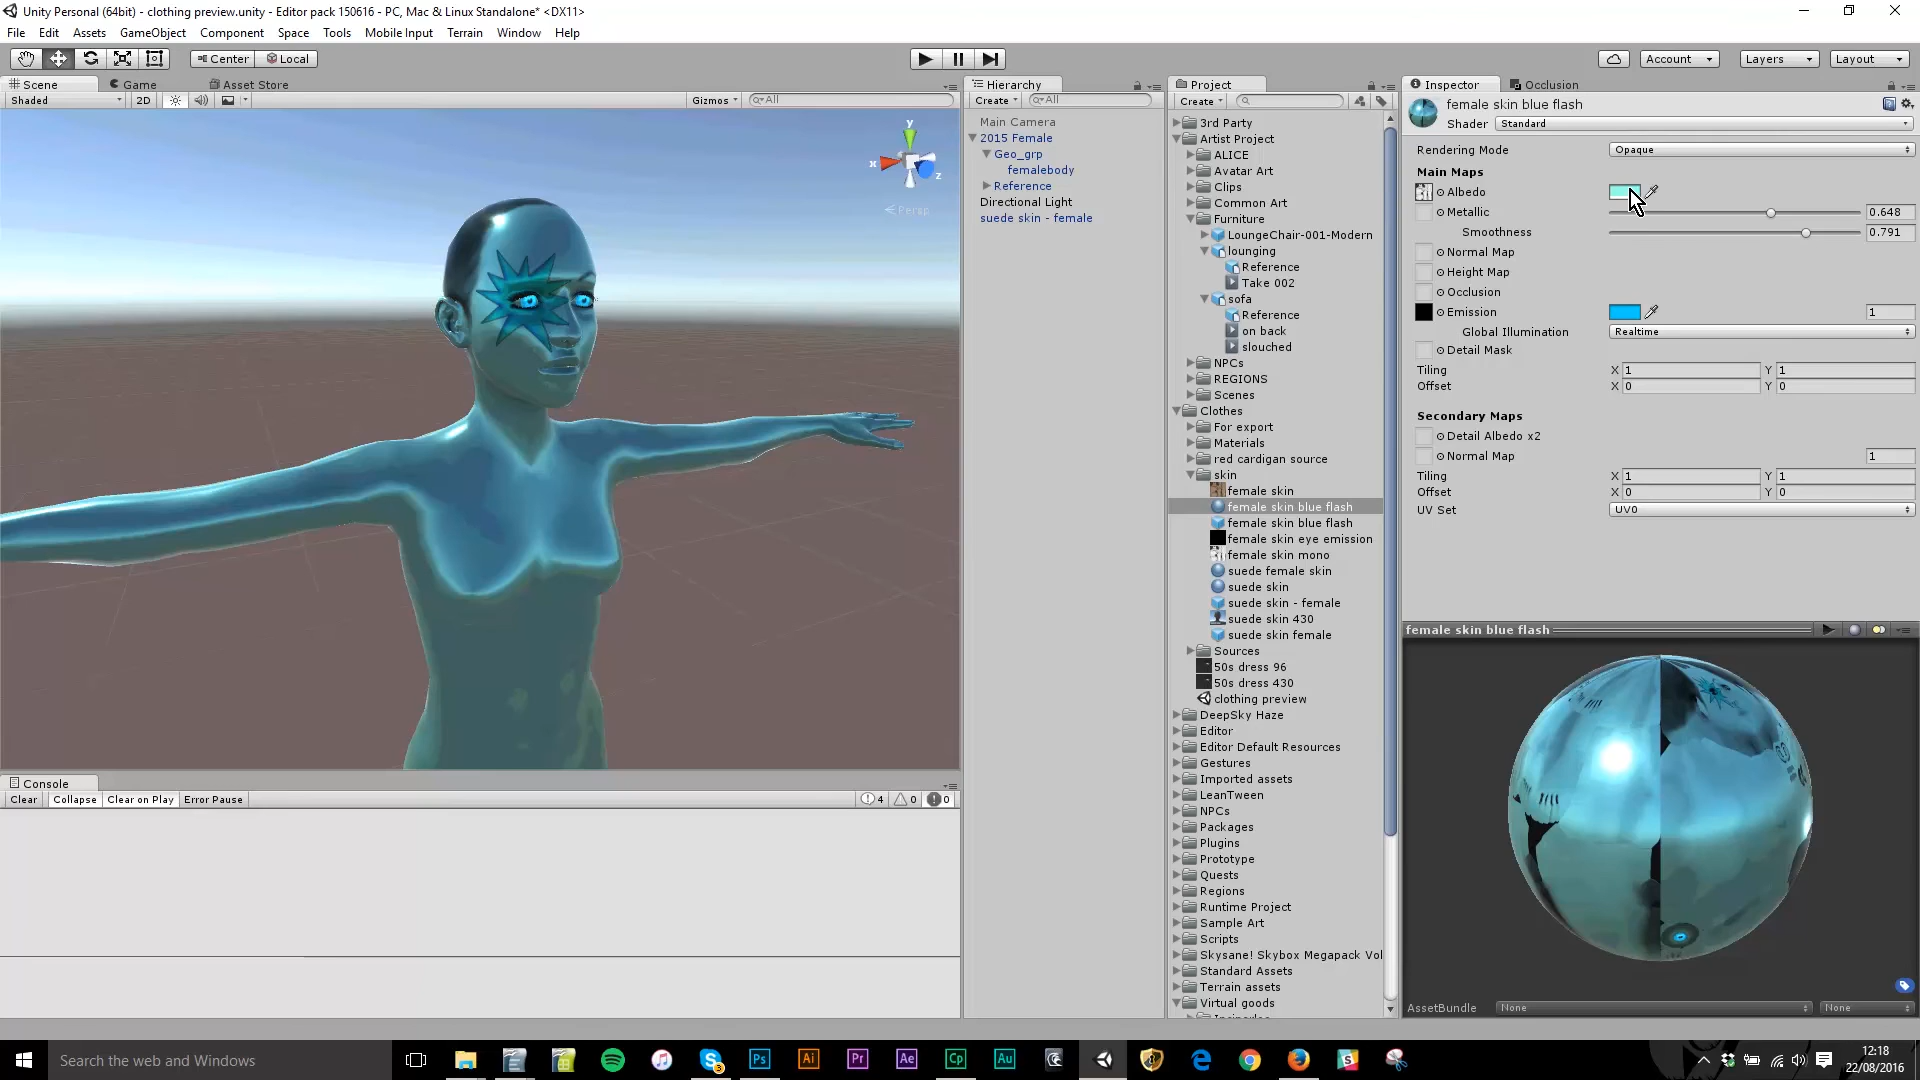 Unity Personal (64bit) - clothing preview.unity - Editor pack 150616 - PC, Mac & Linux Standalone* <DX11>
File Edit Assets GameObject Component Space Tools Mobile Input Terrain Window Help
Center Local Account Layers Layout
Scene Game Asset Store
Shaded 2D Gizmos All
y
x
z
Persp
Console
Clear Collapse Clear on Play Error Pause 4 0 0
Hierarchy
Create All
Main Camera
2015 Female
Geo_grp
femalebody
Reference
Directional Light
suede skin - female
Project
Create
3rd Party
Artist Project
ALICE
Avatar Art
Clips
Common Art
Furniture
LoungeChair-001-Modern
lounging
Reference
Take 002
sofa
Reference
on back
slouched
NPCs
REGIONS
Scenes
Clothes
For export
Materials
red cardigan source
skin
female skin
female skin blue flash
female skin blue flash
female skin eye emission
female skin mono
suede female skin
suede skin
suede skin - female
suede skin 430
suede skin female
Sources
50s dress 96
50s dress 430
clothing preview
DeepSky Haze
Editor
Editor Default Resources
Gestures
Imported assets
LeanTween
NPCs
Packages
Plugins
Prototype
Quests
Regions
Runtime Project
Sample Art
Scripts
Skysane! Skybox Megapack Vol
Standard Assets
Terrain assets
Virtual goods
Inspector Occlusion
female skin blue flash
Shader Standard
Rendering Mode Opaque
Main Maps
Albedo
Metallic 0.648
Smoothness 0.791
Normal Map
Height Map
Occlusion
Emission 1
Global Illumination Realtime
Detail Mask
Tiling X 1 Y 1
Offset X 0 Y 0
Secondary Maps
Detail Albedo x2
Normal Map 1
Tiling X 1 Y 1
Offset X 0 Y 0
UV Set UV0
female skin blue flash
AssetBundle None None
Search the web and Windows
3 Ps Ai Pr Ae Cp Au
12:18
22/08/2016